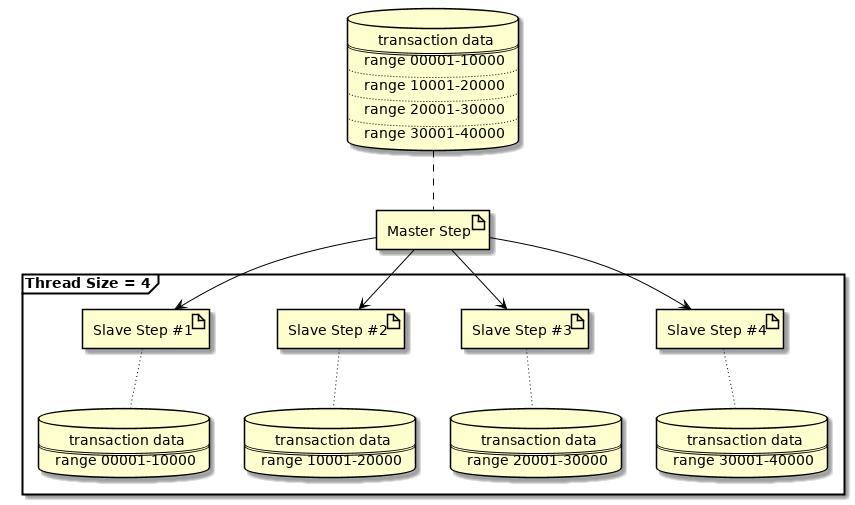 transaction data
range 00001-10000
range 10001-20000
range 20001-30000
range 30001-40000
Master Step
Thread Size = 4
Slave Step #1
Slave Step #2
Slave Step #3
Slave Step #4
transaction data
range 00001-10000
transaction data
range 10001-20000
transaction data
range 20001-30000
transaction data
range 30001-40000